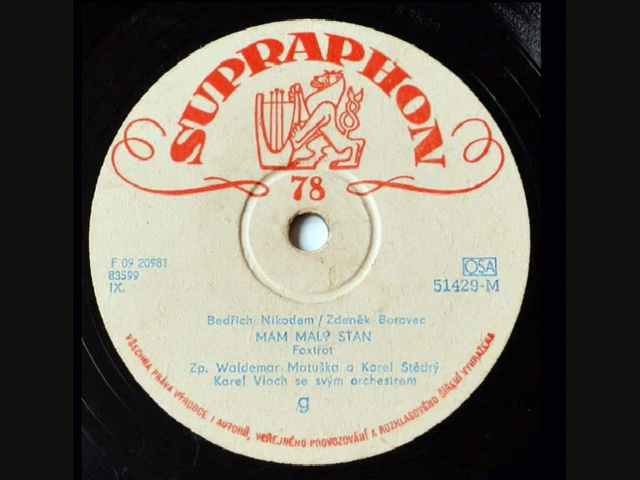 SUPRAPHON
78
F 09 20981
83599
IX.
OSA
51429-M
Bedřich Nikodem / Zdeněk Borovec
MÁM MALÝ STAN
Foxtrot
Zp. Waldemar Matuška a Karel Štědrý
Karel Vlach se svým orchestrem
g
VŠECHNA PRÁVA VÝROBCE I AUTORŮ, VEŘEJNÉHO PROVOZOVÁNÍ A ROZHLASOVÉHO ŠÍŘENÍ VYHRAŽENA